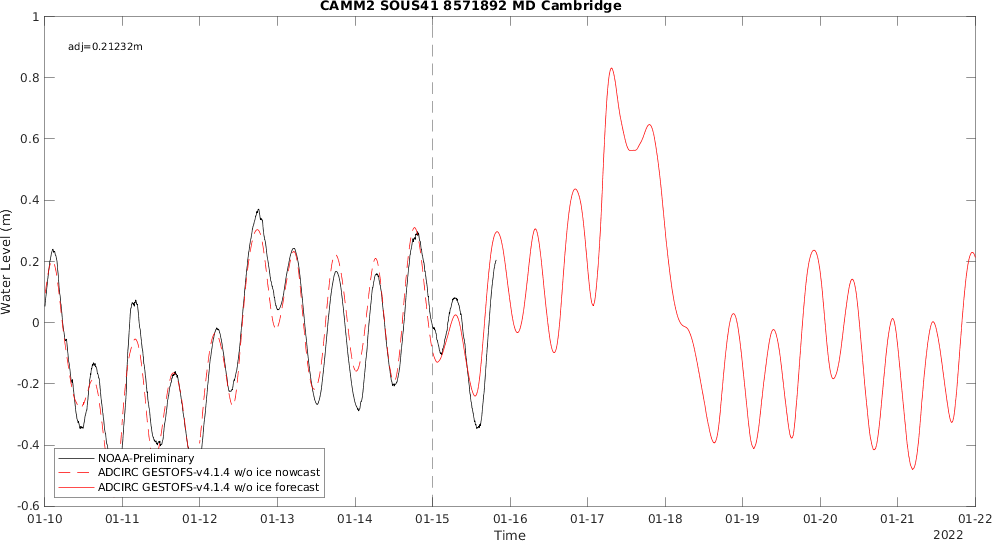 CAMM2 SOUS41 8571892 MD Cambridge
adj=0.21232m
1
0.8
0.6
0.4
0.2
0
-0.2
-0.4
-0.6
Water Level (m)
NOAA-Preliminary
ADCIRC GESTOFS-v4.1.4 w/o ice nowcast
ADCIRC GESTOFS-v4.1.4 w/o ice forecast
01-10 01-11 01-12 01-13 01-14 01-15 01-16 01-17 01-18 01-19 01-20 01-21 01-22
Time
2022